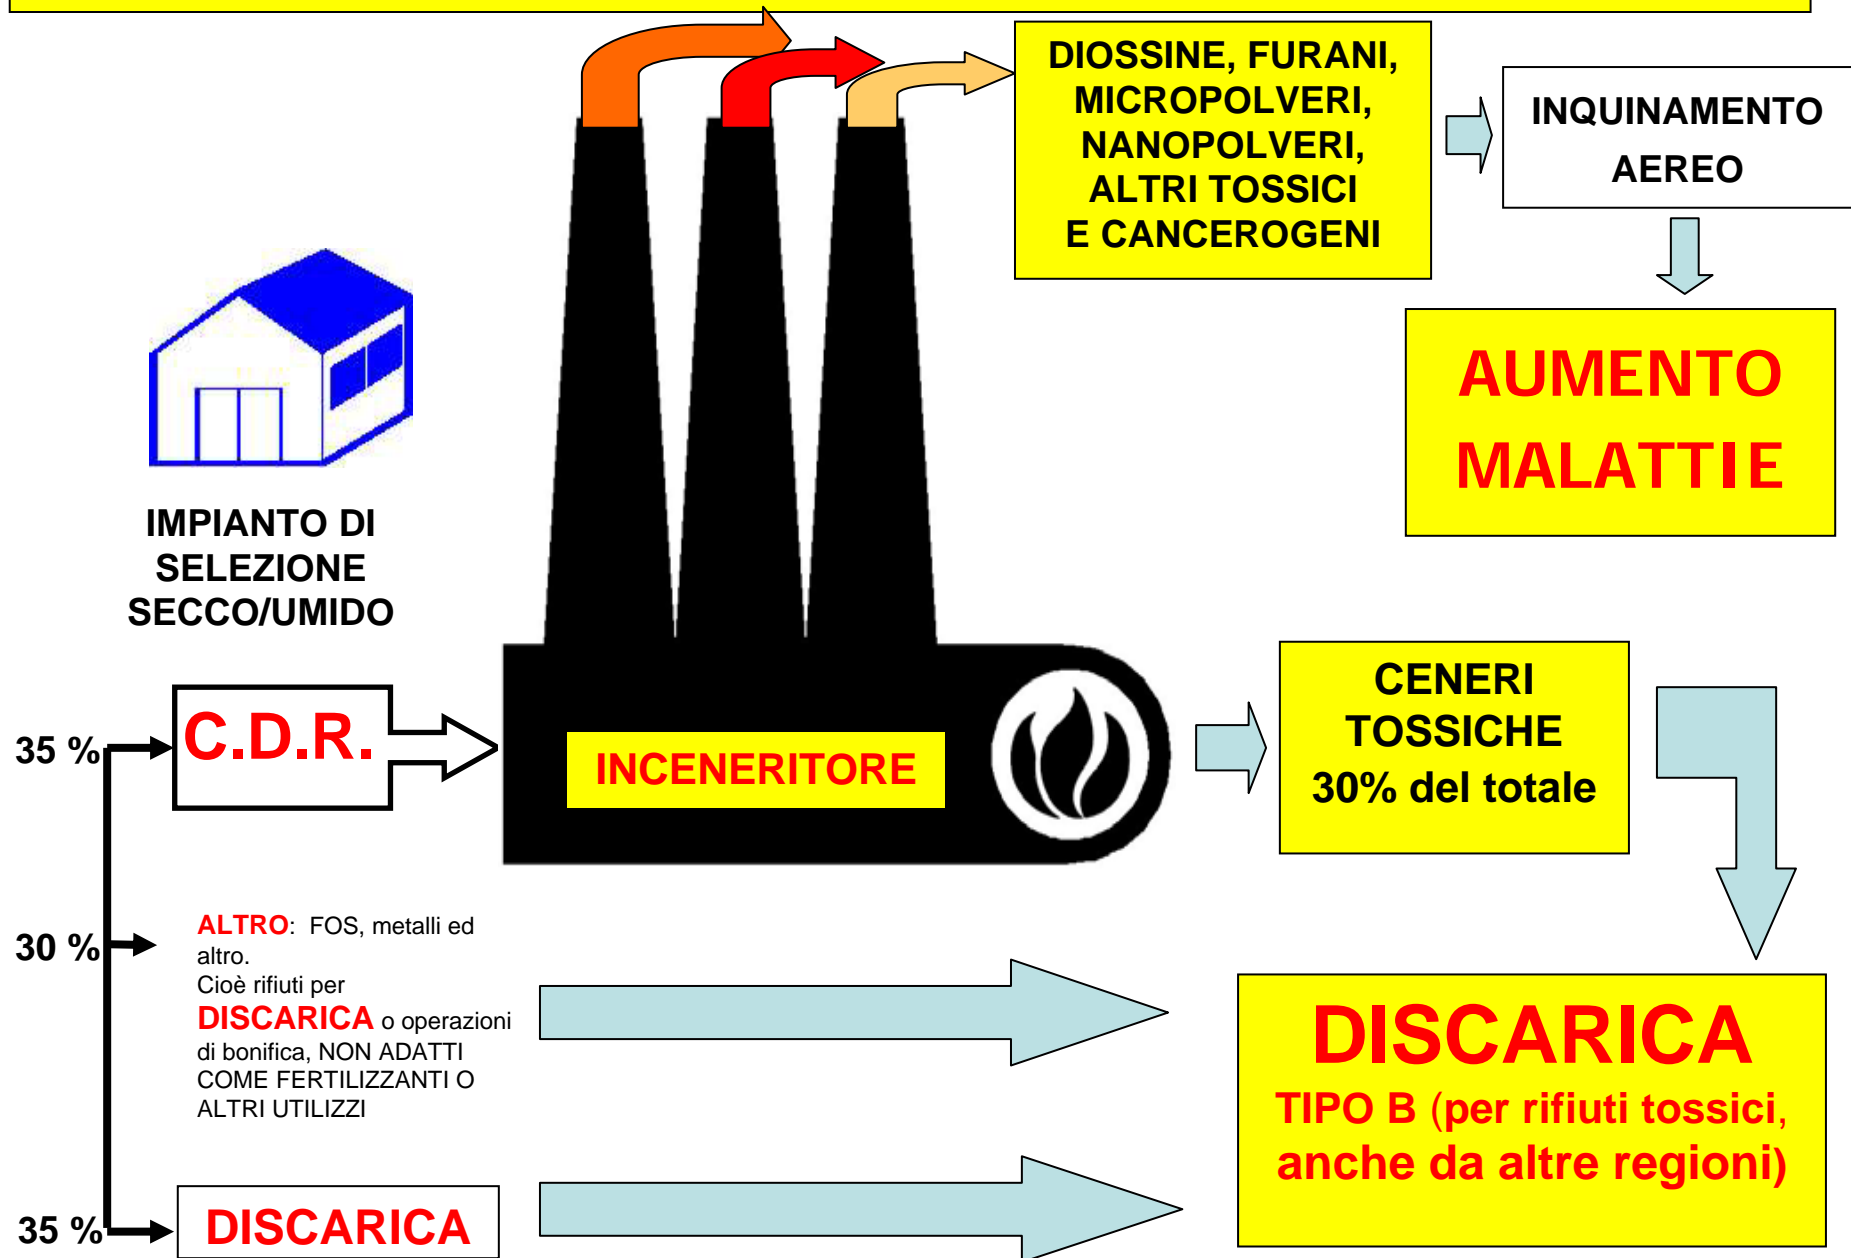 DIOSSINE, FURANI,
MICROPOLVERI,
NANOPOLVERI,
ALTRI TOSSICI
E CANCEROGENI
INQUINAMENTO
AEREO
AUMENTO
MALATTIE
IMPIANTO DI
SELEZIONE
SECCO/UMIDO
35 %
C.D.R.
INCENERITORE
CENERI
TOSSICHE
30% del totale
30 %
ALTRO: FOS, metalli ed
altro.
Cioè rifiuti per
DISCARICA o operazioni
di bonifica, NON ADATTI
COME FERTILIZZANTI O
ALTRI UTILIZZI
DISCARICA
TIPO B (per rifiuti tossici,
anche da altre regioni)
35 %
DISCARICA